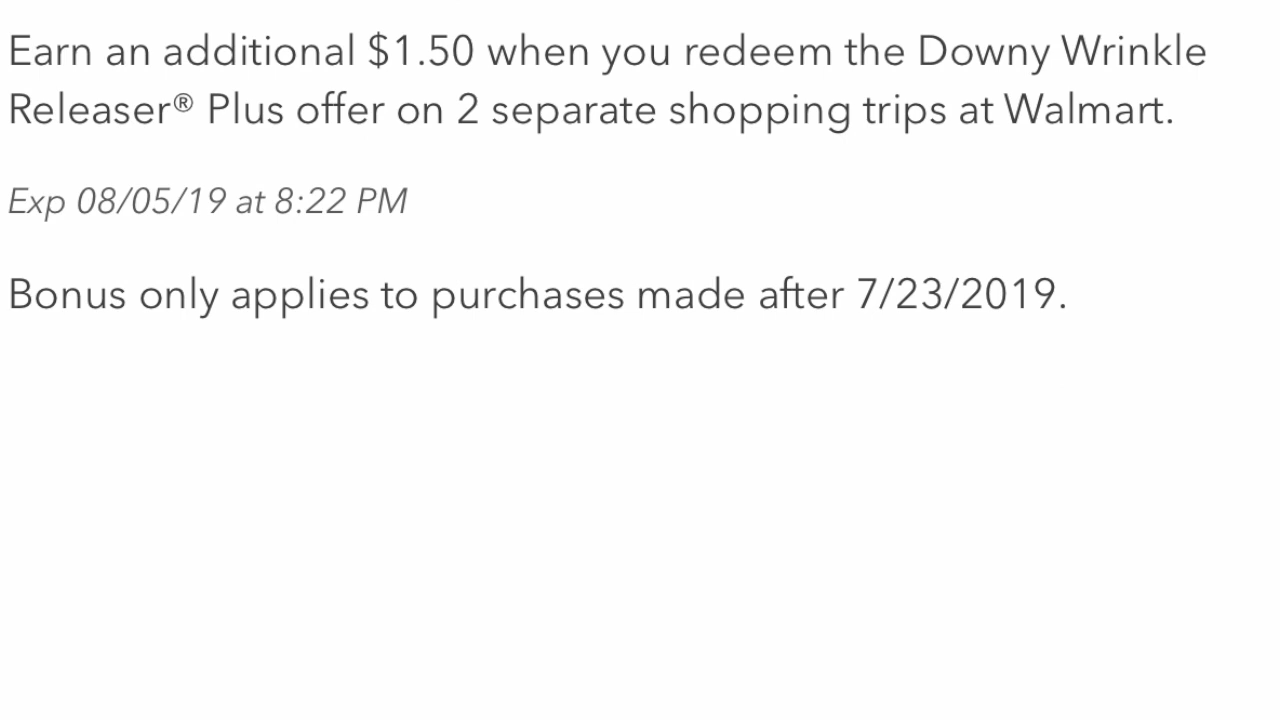 Earn an additional $1.50 when you redeem the Downy Wrinkle
Releaser® Plus offer on 2 separate shopping trips at Walmart.
Exp 08/05/19 at 8:22 PM
Bonus only applies to purchases made after 7/23/2019.